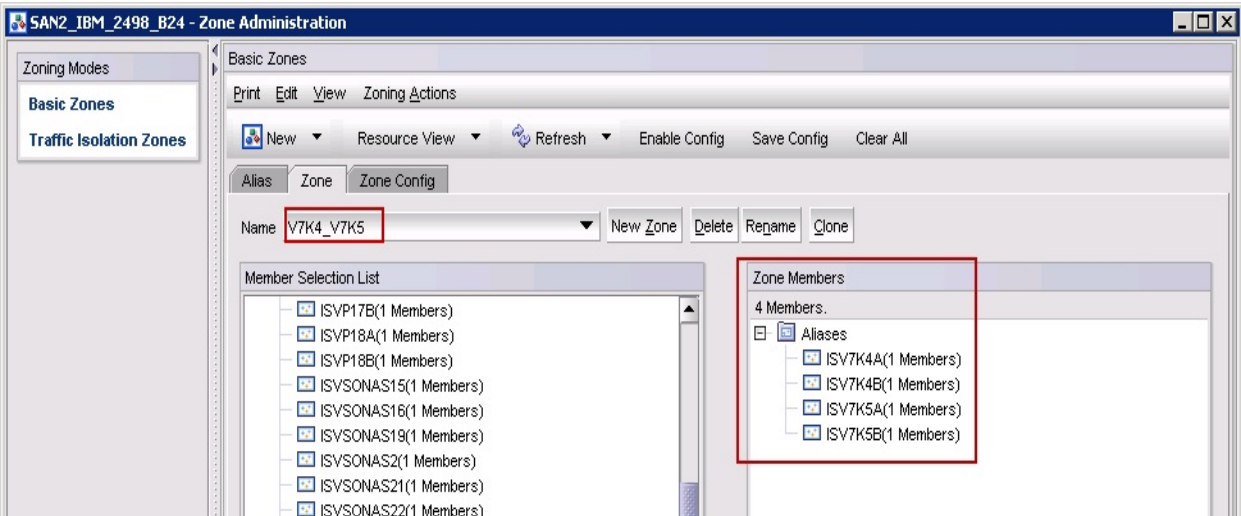 SAN2_IBM_2498_B24 - Zone Administration
Zoning Modes
Basic Zones
Traffic Isolation Zones
Basic Zones
Print Edit View Zoning Actions
New Resource View Refresh Enable Config Save Config Clear All
Alias Zone Zone Config
Name V7K4_V7K5 New Zone Delete Rename Clone
Member Selection List
ISVP17B(1 Members)
ISVP18A(1 Members)
ISVP18B(1 Members)
ISVSONAS15(1 Members)
ISVSONAS16(1 Members)
ISVSONAS19(1 Members)
ISVSONAS2(1 Members)
ISVSONAS21(1 Members)
ISVSONAS22(1 Members)
Zone Members
4 Members.
Aliases
ISV7K4A(1 Members)
ISV7K4B(1 Members)
ISV7K5A(1 Members)
ISV7K5B(1 Members)